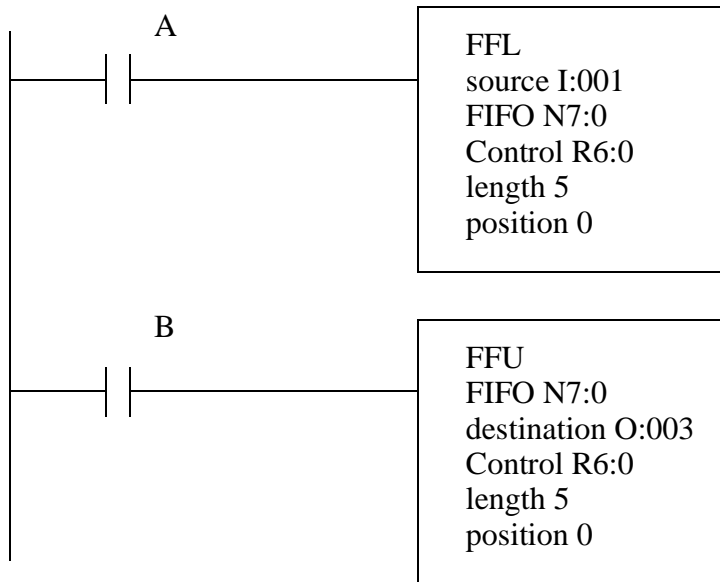 A
FFL
source I:001
FIFO N7:0
Control R6:0
length 5
position 0
B
FFU
FIFO N7:0
destination O:003
Control R6:0
length 5
position 0